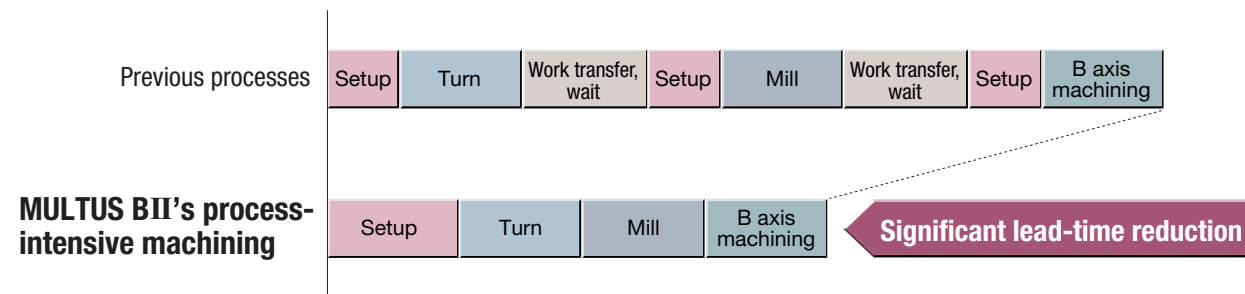 Previous processes
Setup
Turn
Work transfer,
wait
Setup
Mill
Work transfer,
wait
Setup
B axis
machining
MULTUS BII's process-
intensive machining
Setup
Turn
Mill
B axis
machining
Significant lead-time reduction